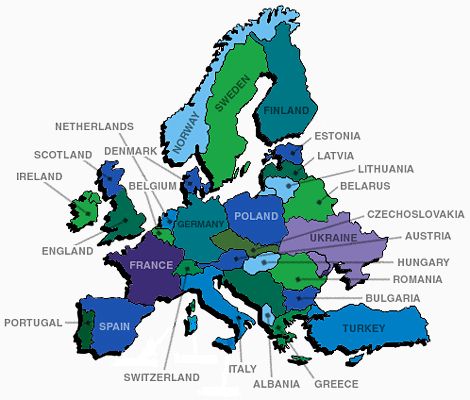 NORWAY
SWEDEN
FINLAND
NETHERLANDS
DENMARK
SCOTLAND
BELGIUM
IRELAND
ENGLAND
ESTONIA
LATVIA
LITHUANIA
BELARUS
CZECHOSLOVAKIA
AUSTRIA
GERMANY
POLAND
UKRAINE
FRANCE
HUNGARY
ROMANIA
BULGARIA
PORTUGAL
SPAIN
TURKEY
SWITZERLAND
ITALY
ALBANIA
GREECE